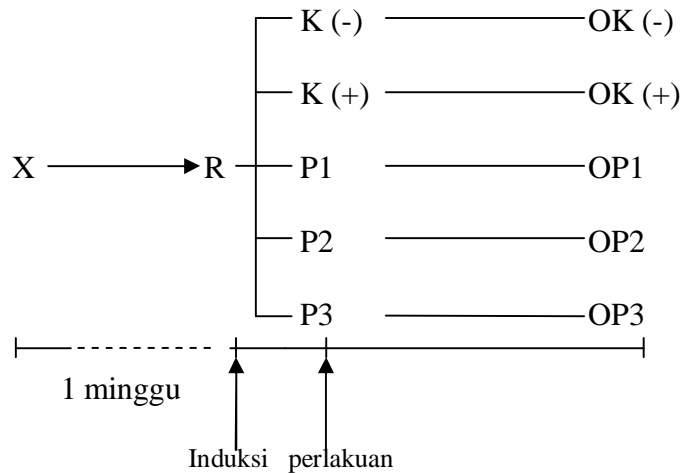 K (-) OK (-)
K (+) OK (+)
X R P1 OP1
P2 OP2
P3 OP3
1 minggu
Induksi perlakuan